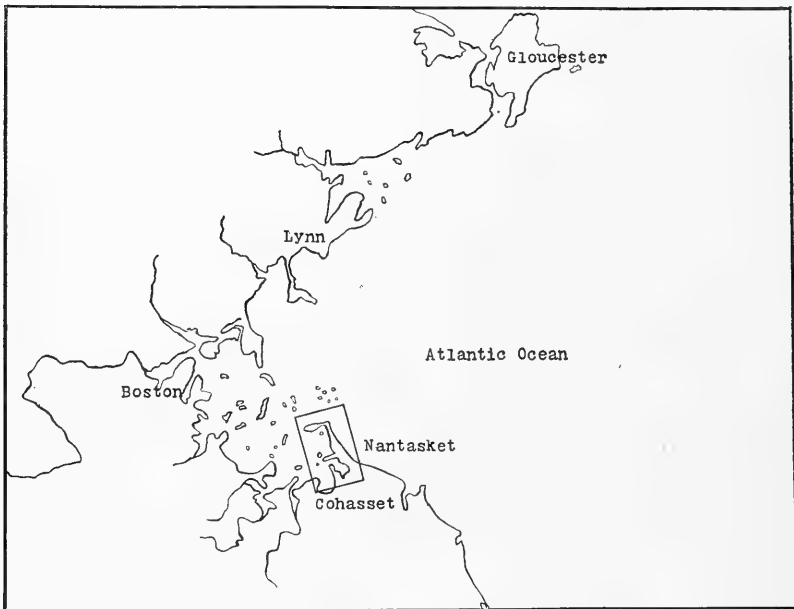 Gloucester
Lynn
Atlantic Ocean
Boston
Nantasket
Cohasset